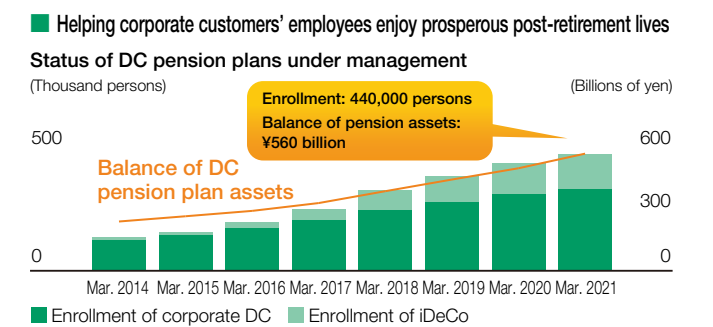 Helping corporate customers’ employees enjoy prosperous post-retirement lives
Status of DC pension plans under management
(Thousand persons)
(Billions of yen)
Enrollment: 440,000 persons
Balance of pension assets:
¥560 billion
500
600
Balance of DC
pension plan assets
300
0
0
Mar. 2014 Mar. 2015 Mar. 2016 Mar. 2017 Mar. 2018 Mar. 2019 Mar. 2020 Mar. 2021
Enrollment of corporate DC
Enrollment of iDeCo